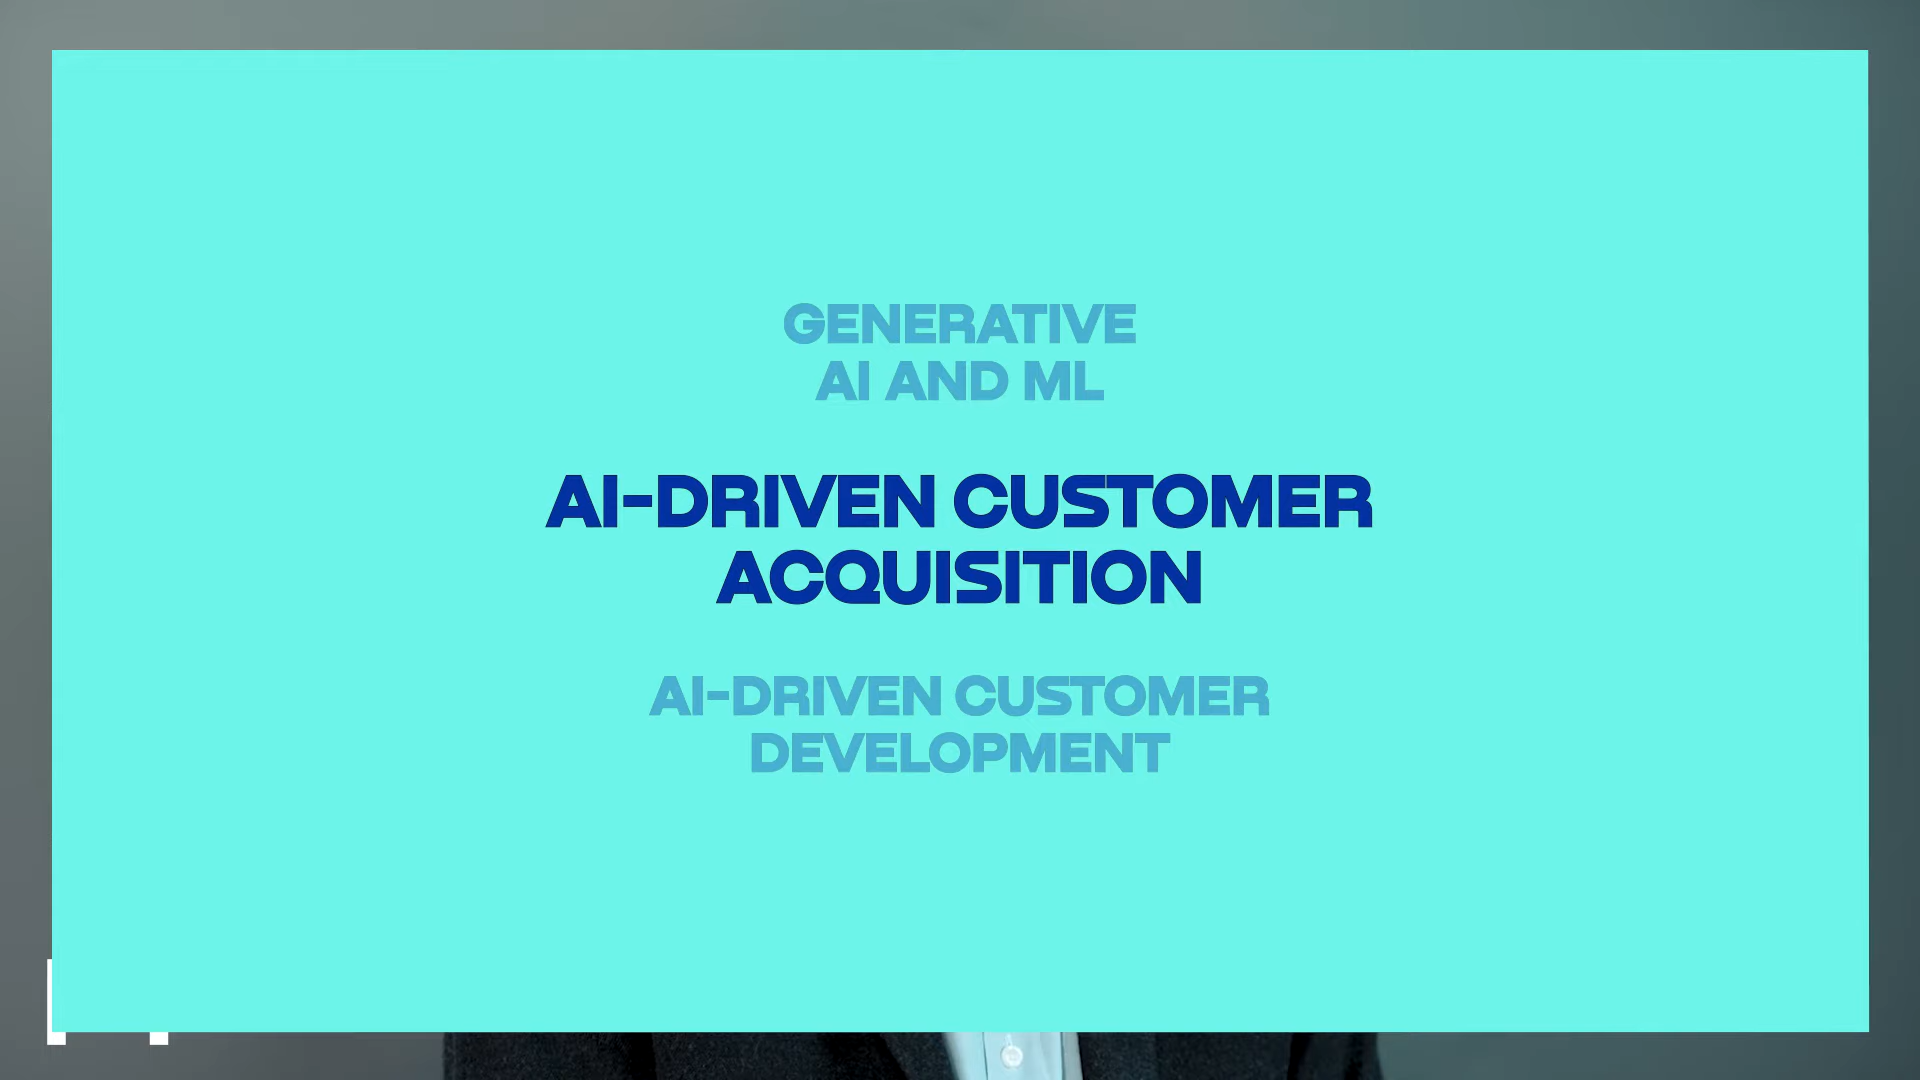 GENERATIVE
AI AND ML
AI-DRIVEN CUSTOMER
ACQUISITION
AI-DRIVEN CUSTOMER
DEVELOPMENT